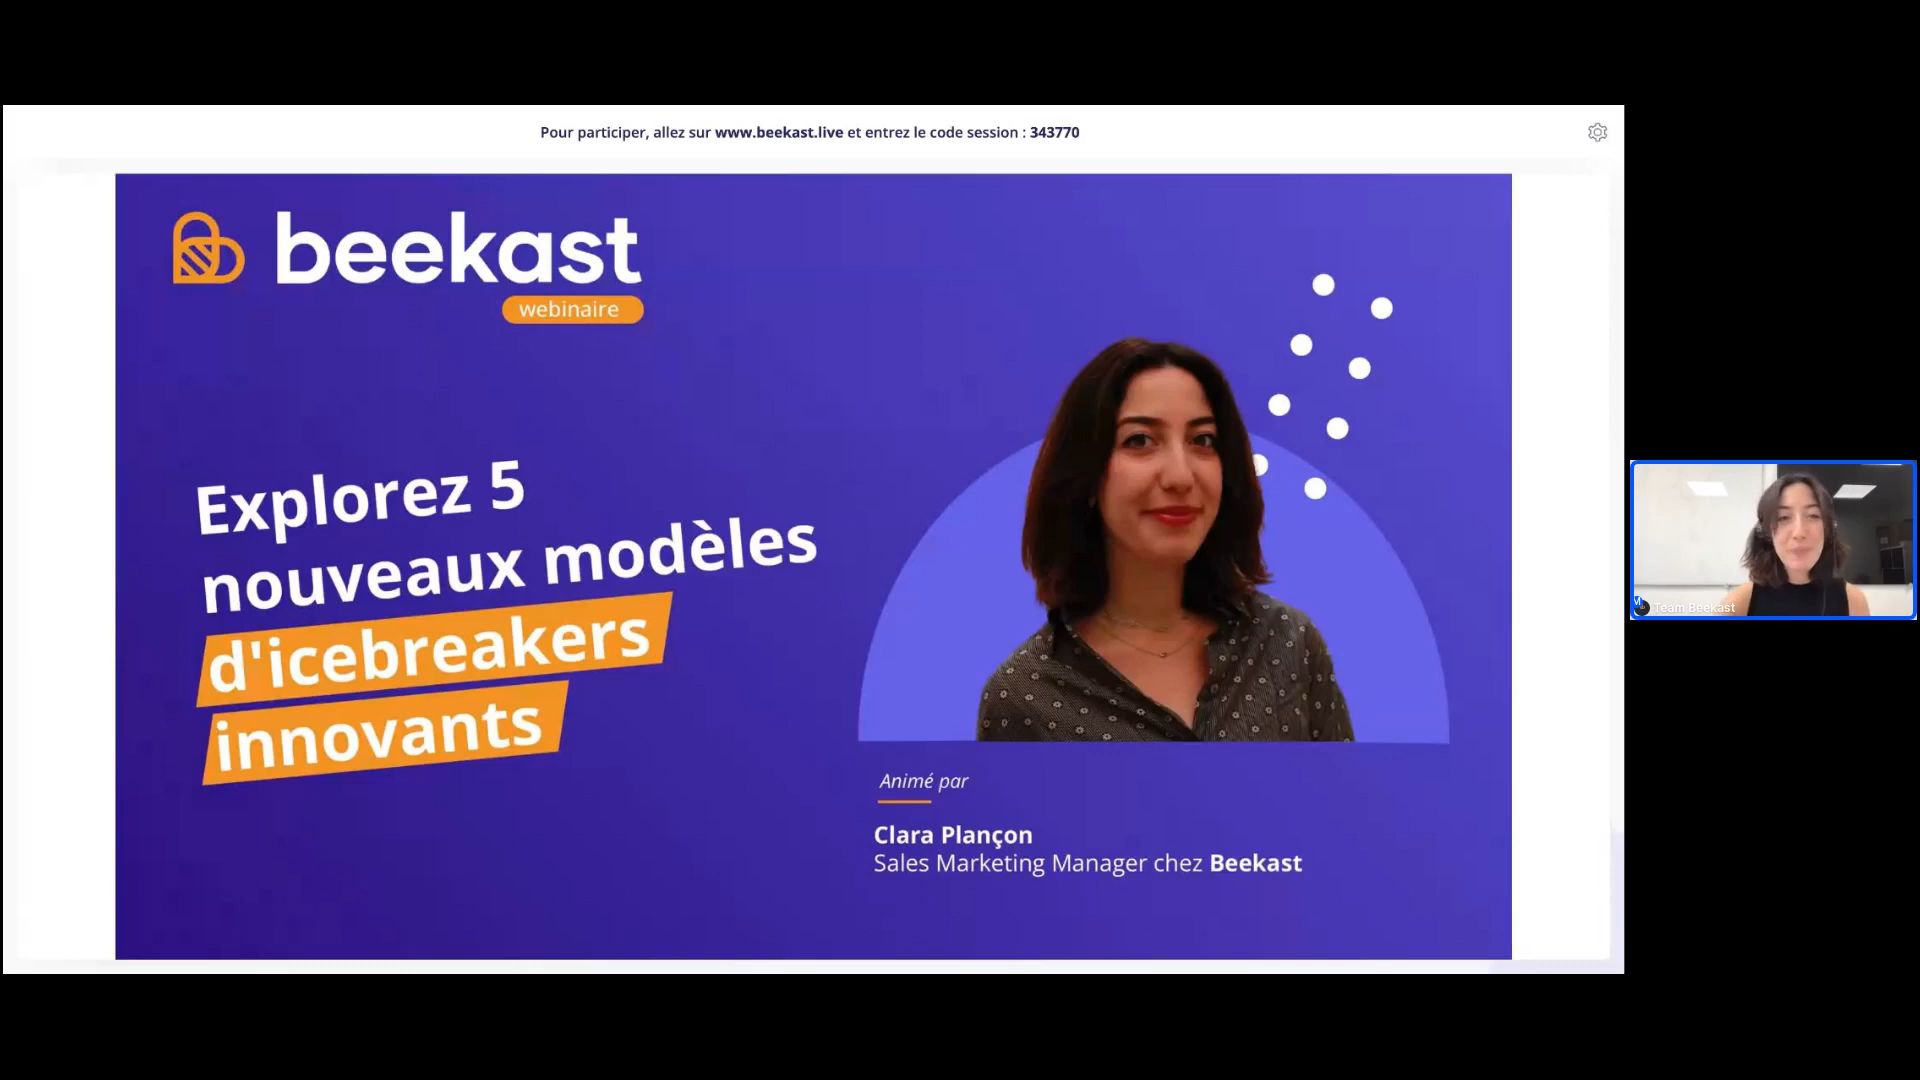 Pour participer, allez sur www.beekast.live et entrez le code session : 343770
beekast
webinaire
Explorez 5
nouveaux modèles
d'icebreakers
innovants
Animé par
Clara Plançon
Sales Marketing Manager chez Beekast
Team Beekast